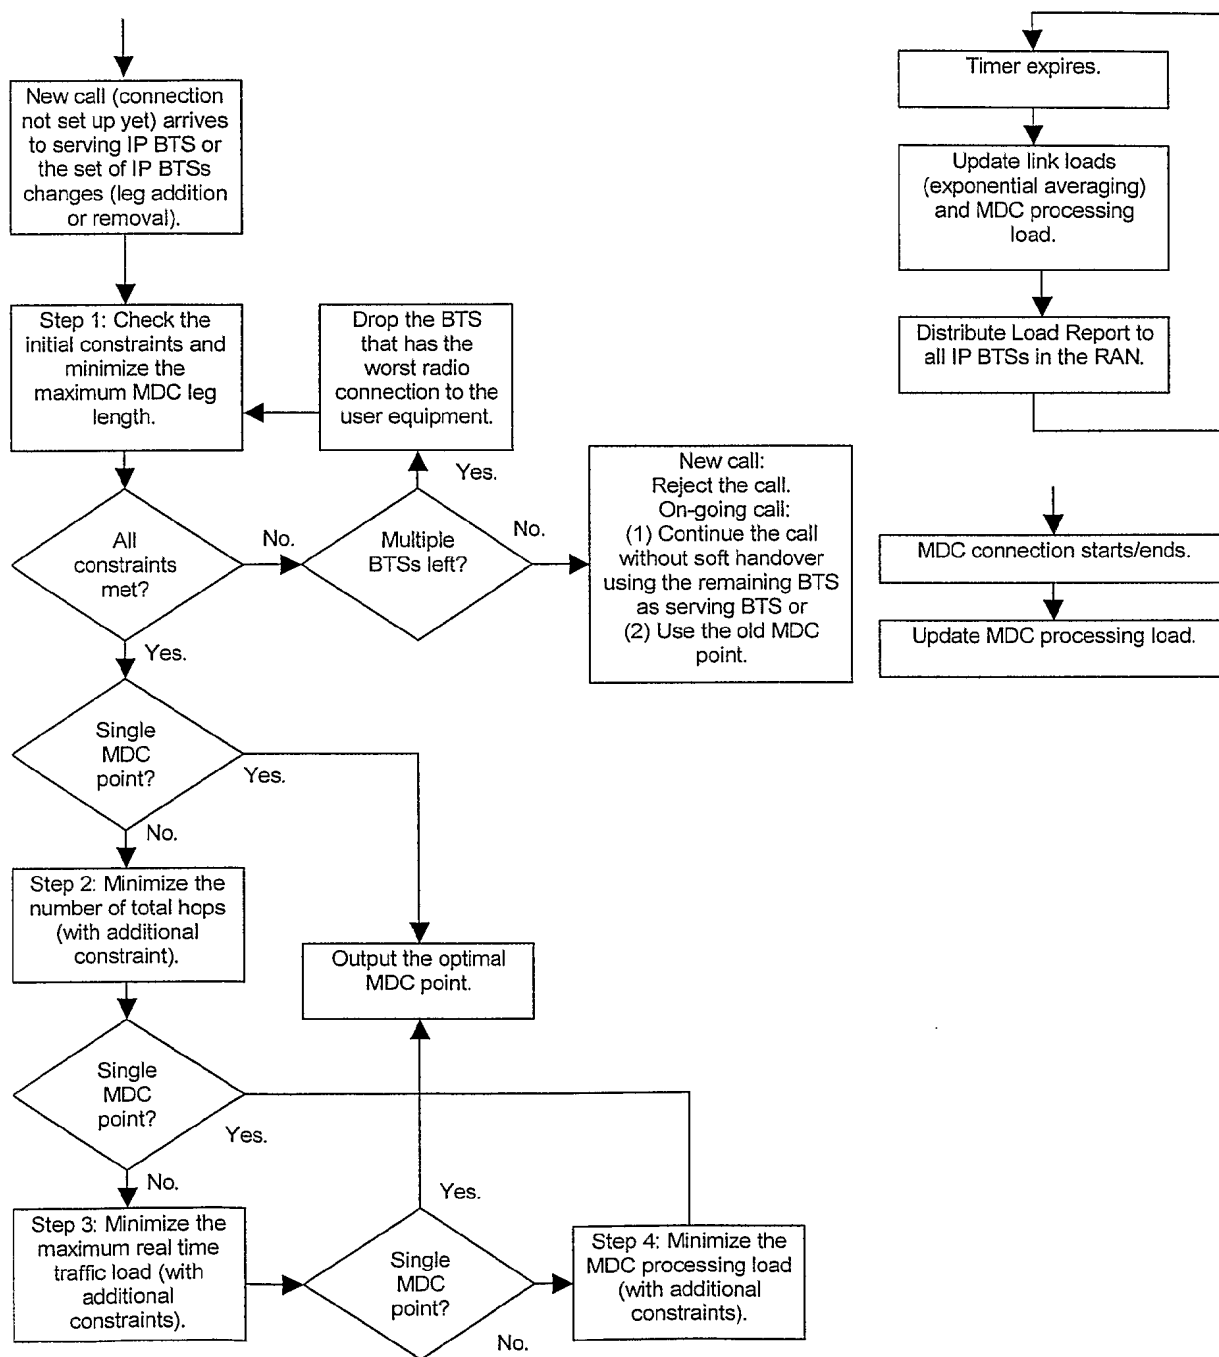 New call (connection
not set up yet) arrives
to serving IP BTS or
the set of IP BTSs
changes (leg addition
or removal).
Step 1: Check the
initial constraints and
minimize the
maximum MDC leg
length.
Drop the BTS
that has the
worst radio
connection to the
user equipment.
All
constraints
met?
No.
Multiple
BTSs left?
Yes.
No.
New call:
Reject the call.
On-going call:
(1) Continue the call
without soft handover
using the remaining BTS
as serving BTS or
(2) Use the old MDC
point.
Yes.
Single
MDC
point?
Yes.
No.
Step 2: Minimize the
number of total hops
(with additional
constraint).
Output the optimal
MDC point.
Single
MDC
point?
Yes.
No.
Step 3: Minimize the
maximum real time
traffic load (with
additional
constraints).
Yes.
Single
MDC
point?
No.
Step 4: Minimize the
MDC processing load
(with additional
constraints).
Timer expires.
Update link loads
(exponential averaging)
and MDC processing
load.
Distribute Load Report to
all IP BTSs in the RAN.
MDC connection starts/ends.
Update MDC processing load.